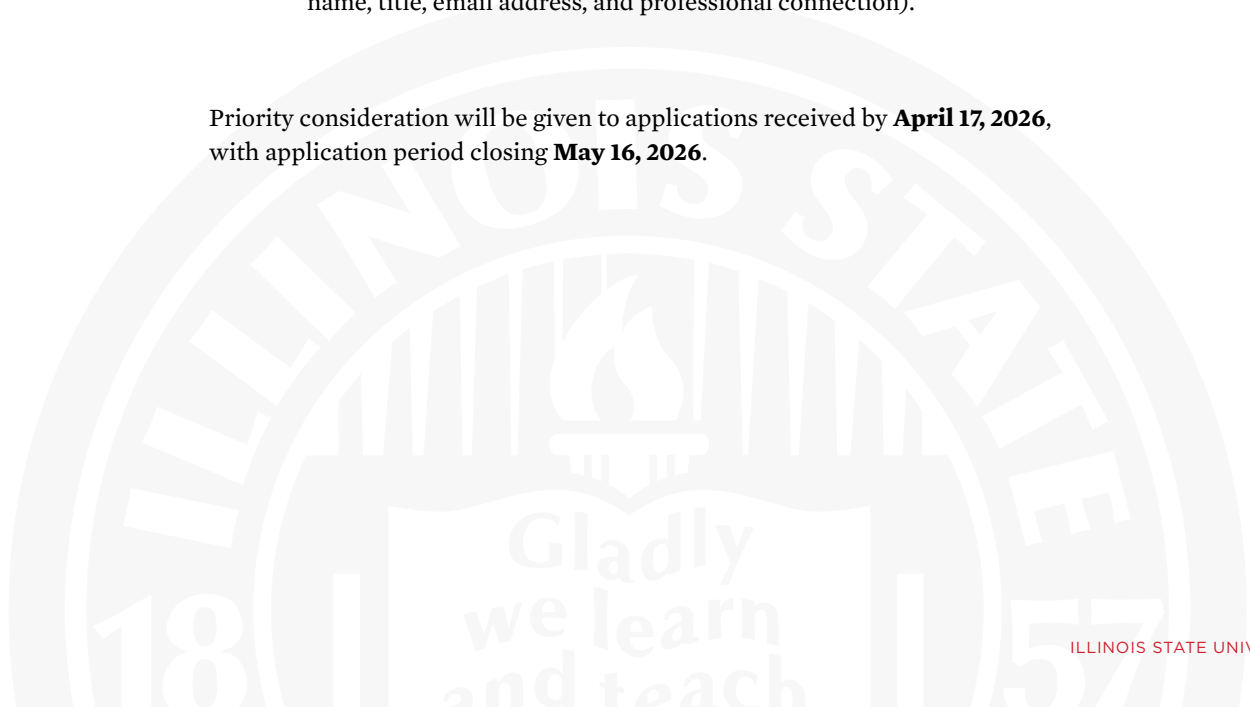 name, title, email address, and professional connection).
Priority consideration will be given to applications received by April 17, 2026,
with application period closing May 16, 2026.
ILLINOIS STATE
Gladly
we learn
and teach
18 57
ILLINOIS STATE UNIV